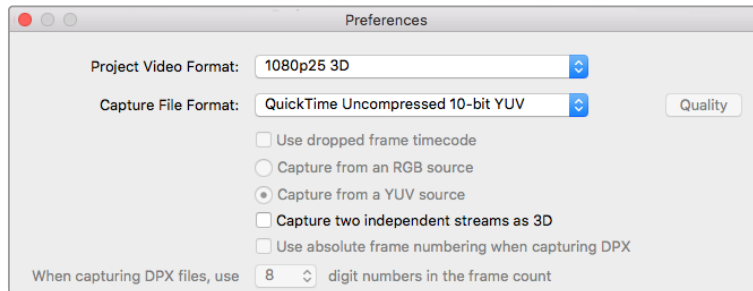 Preferences
Project Video Format: 1080p25 3D
Capture File Format: QuickTime Uncompressed 10-bit YUV Quality
Use dropped frame timecode
Capture from an RGB source
Capture from a YUV source
Capture two independent streams as 3D
Use absolute frame numbering when capturing DPX
When capturing DPX files, use 8 digit numbers in the frame count